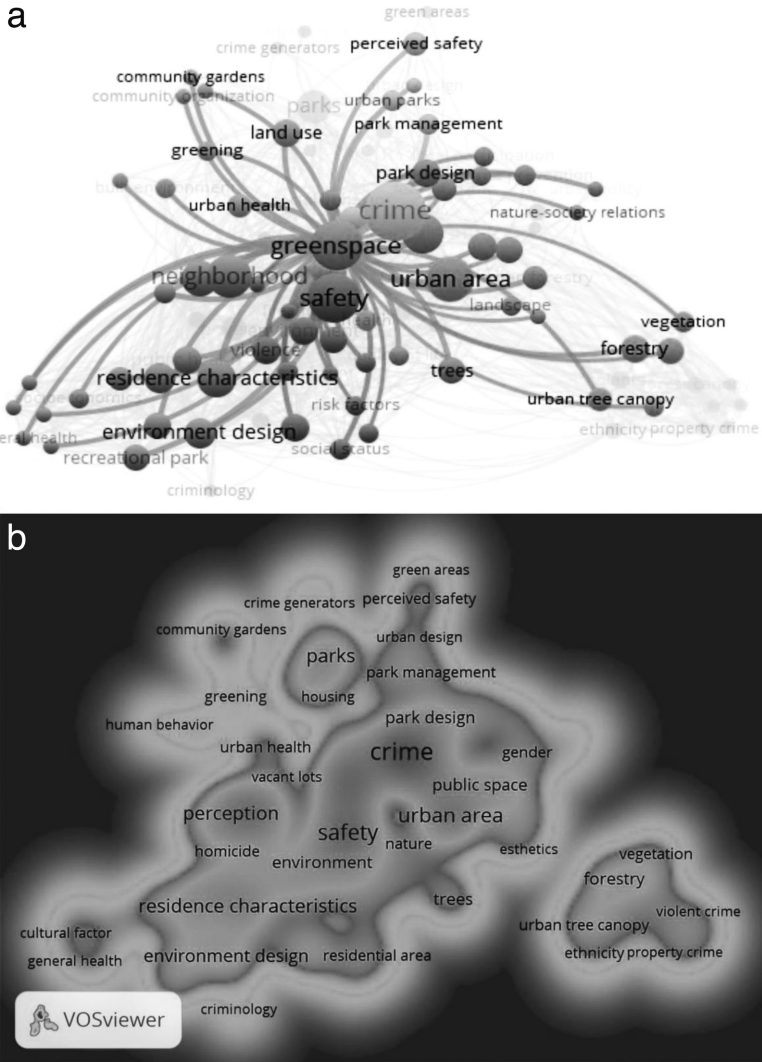 a
green areas
crime generators
perceived safety
community gardens
community organization
parks
urban parks
land use
park management
greening
park design
urban health
crime
nature-society relations
greenspace
neighborhood
urban area
safety
landscape
vegetation
violence
forestry
trees
residence characteristics
urban tree canopy
risk factors
environment design
ethnicity property crime
social status
recreational park
criminology
b
green areas
crime generators
perceived safety
community gardens
urban design
parks
park management
greening
housing
park design
human behavior
urban health
crime
gender
vacant lots
public space
perception
urban area
safety
nature
homicide
esthetics
environment
vegetation
forestry
trees
residence characteristics
violent crime
urban tree canopy
cultural factor
general health
environment design
residential area
ethnicity property crime
criminology
VOSviewer